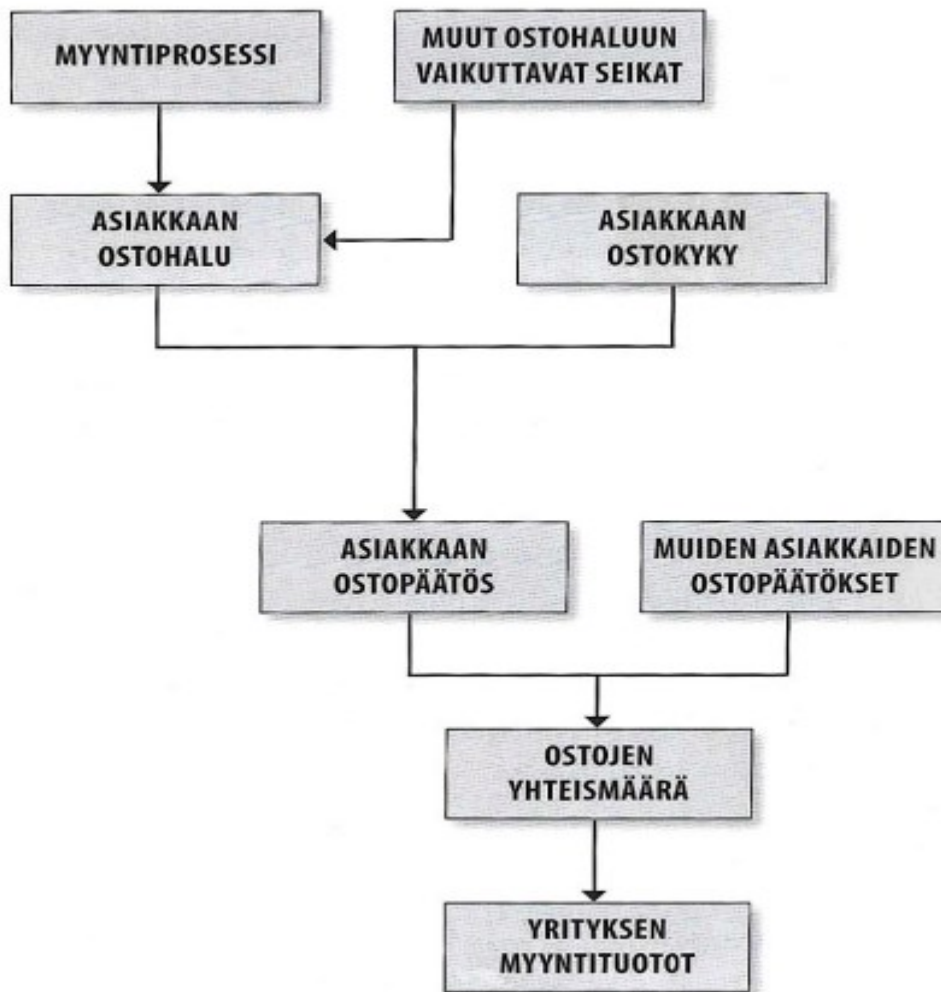 MYYNTIPROSESSI
MUUT OSTOHALUUN
VAIKUTTAVAT SEIKAT
ASIAKKAAN
OSTOHALU
ASIAKKAAN
OSTOKYKY
ASIAKKAAN
OSTOPÄÄTÖS
MUIDEN ASIAKKAIDEN
OSTOPÄÄTÖKSET
OSTOJEN
YHTEISMÄÄRÄ
YRITYKSEN
MYYNTITUOTOT